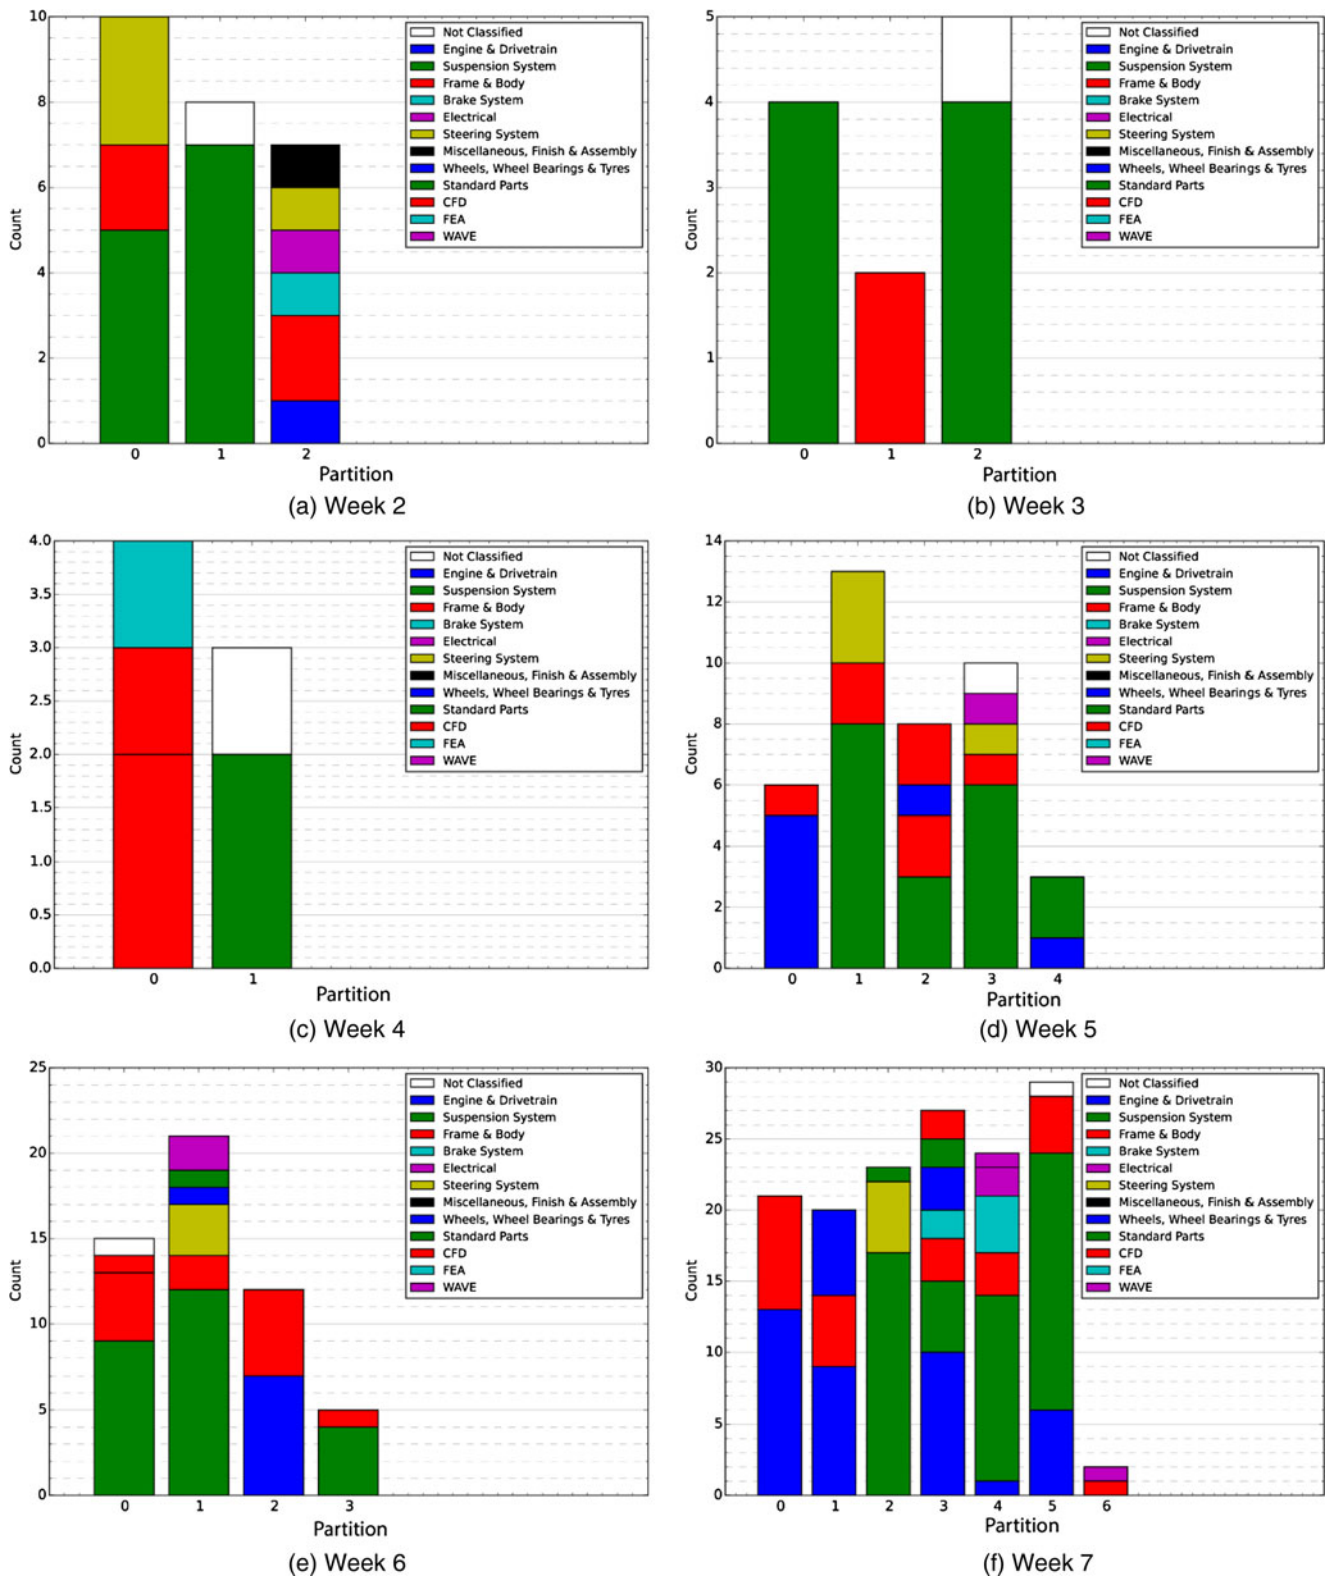 10
8
6
4
2
0
Count
Not Classified
Engine & Drivetrain
Suspension System
Frame & Body
Brake System
Electrical
Steering System
Miscellaneous, Finish & Assembly
Wheels, Wheel Bearings & Tyres
Standard Parts
CFD
FEA
WAVE
0 1 2
Partition
(a) Week 2
5
4
3
2
1
0
Count
Not Classified
Engine & Drivetrain
Suspension System
Frame & Body
Brake System
Electrical
Steering System
Miscellaneous, Finish & Assembly
Wheels, Wheel Bearings & Tyres
Standard Parts
CFD
FEA
WAVE
0 1 2
Partition
(b) Week 3
4.0
3.5
3.0
2.5
2.0
1.5
1.0
0.5
0.0
Count
Not Classified
Engine & Drivetrain
Suspension System
Frame & Body
Brake System
Electrical
Steering System
Miscellaneous, Finish & Assembly
Wheels, Wheel Bearings & Tyres
Standard Parts
CFD
FEA
WAVE
0 1
Partition
(c) Week 4
14
12
10
8
6
4
2
0
Count
Not Classified
Engine & Drivetrain
Suspension System
Frame & Body
Brake System
Electrical
Steering System
Miscellaneous, Finish & Assembly
Wheels, Wheel Bearings & Tyres
Standard Parts
CFD
FEA
WAVE
0 1 2 3 4
Partition
(d) Week 5
25
20
15
10
5
0
Count
Not Classified
Engine & Drivetrain
Suspension System
Frame & Body
Brake System
Electrical
Steering System
Miscellaneous, Finish & Assembly
Wheels, Wheel Bearings & Tyres
Standard Parts
CFD
FEA
WAVE
0 1 2 3
Partition
(e) Week 6
30
25
20
15
10
5
0
Count
Not Classified
Engine & Drivetrain
Suspension System
Frame & Body
Brake System
Electrical
Steering System
Miscellaneous, Finish & Assembly
Wheels, Wheel Bearings & Tyres
Standard Parts
CFD
FEA
WAVE
0 1 2 3 4 5 6
Partition
(f) Week 7